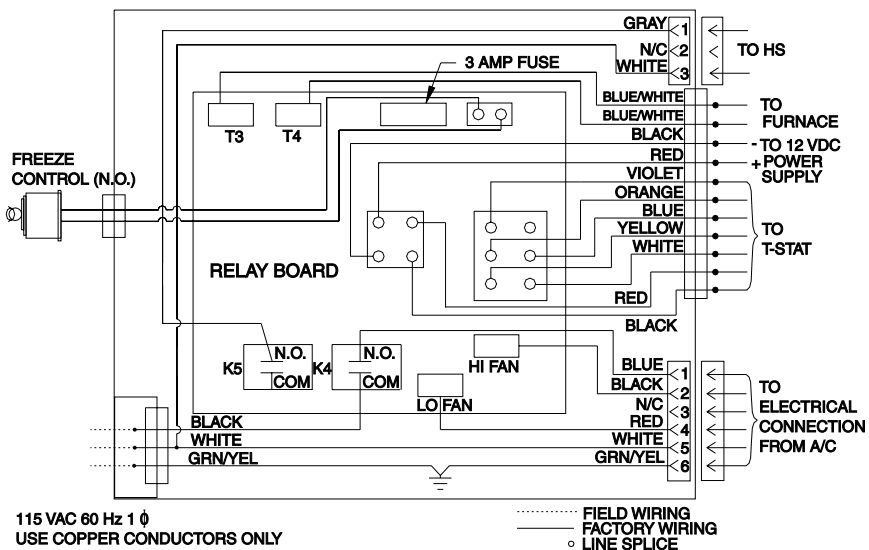 GRAY
1
N/C
2
TO HS
WHITE
3
3 AMP FUSE
BLUE/WHITE
TO
FURNACE
BLUE/WHITE
T3
T4
BLACK
- TO 12 VDC
+ POWER
SUPPLY
RED
FREEZE
CONTROL (N.O.)
VIOLET
ORANGE
BLUE
YELLOW
WHITE
TO
T-STAT
RELAY BOARD
RED
BLACK
K5
N.O.
COM
K4
N.O.
COM
HI FAN
LO FAN
BLUE
1
BLACK
2
N/C
3
RED
4
WHITE
5
GRN/YEL
6
TO
ELECTRICAL
CONNECTION
FROM A/C
BLACK
WHITE
GRN/YEL
115 VAC 60 Hz 1 ϕ
USE COPPER CONDUCTORS ONLY
FIELD WIRING
FACTORY WIRING
LINE SPLICE